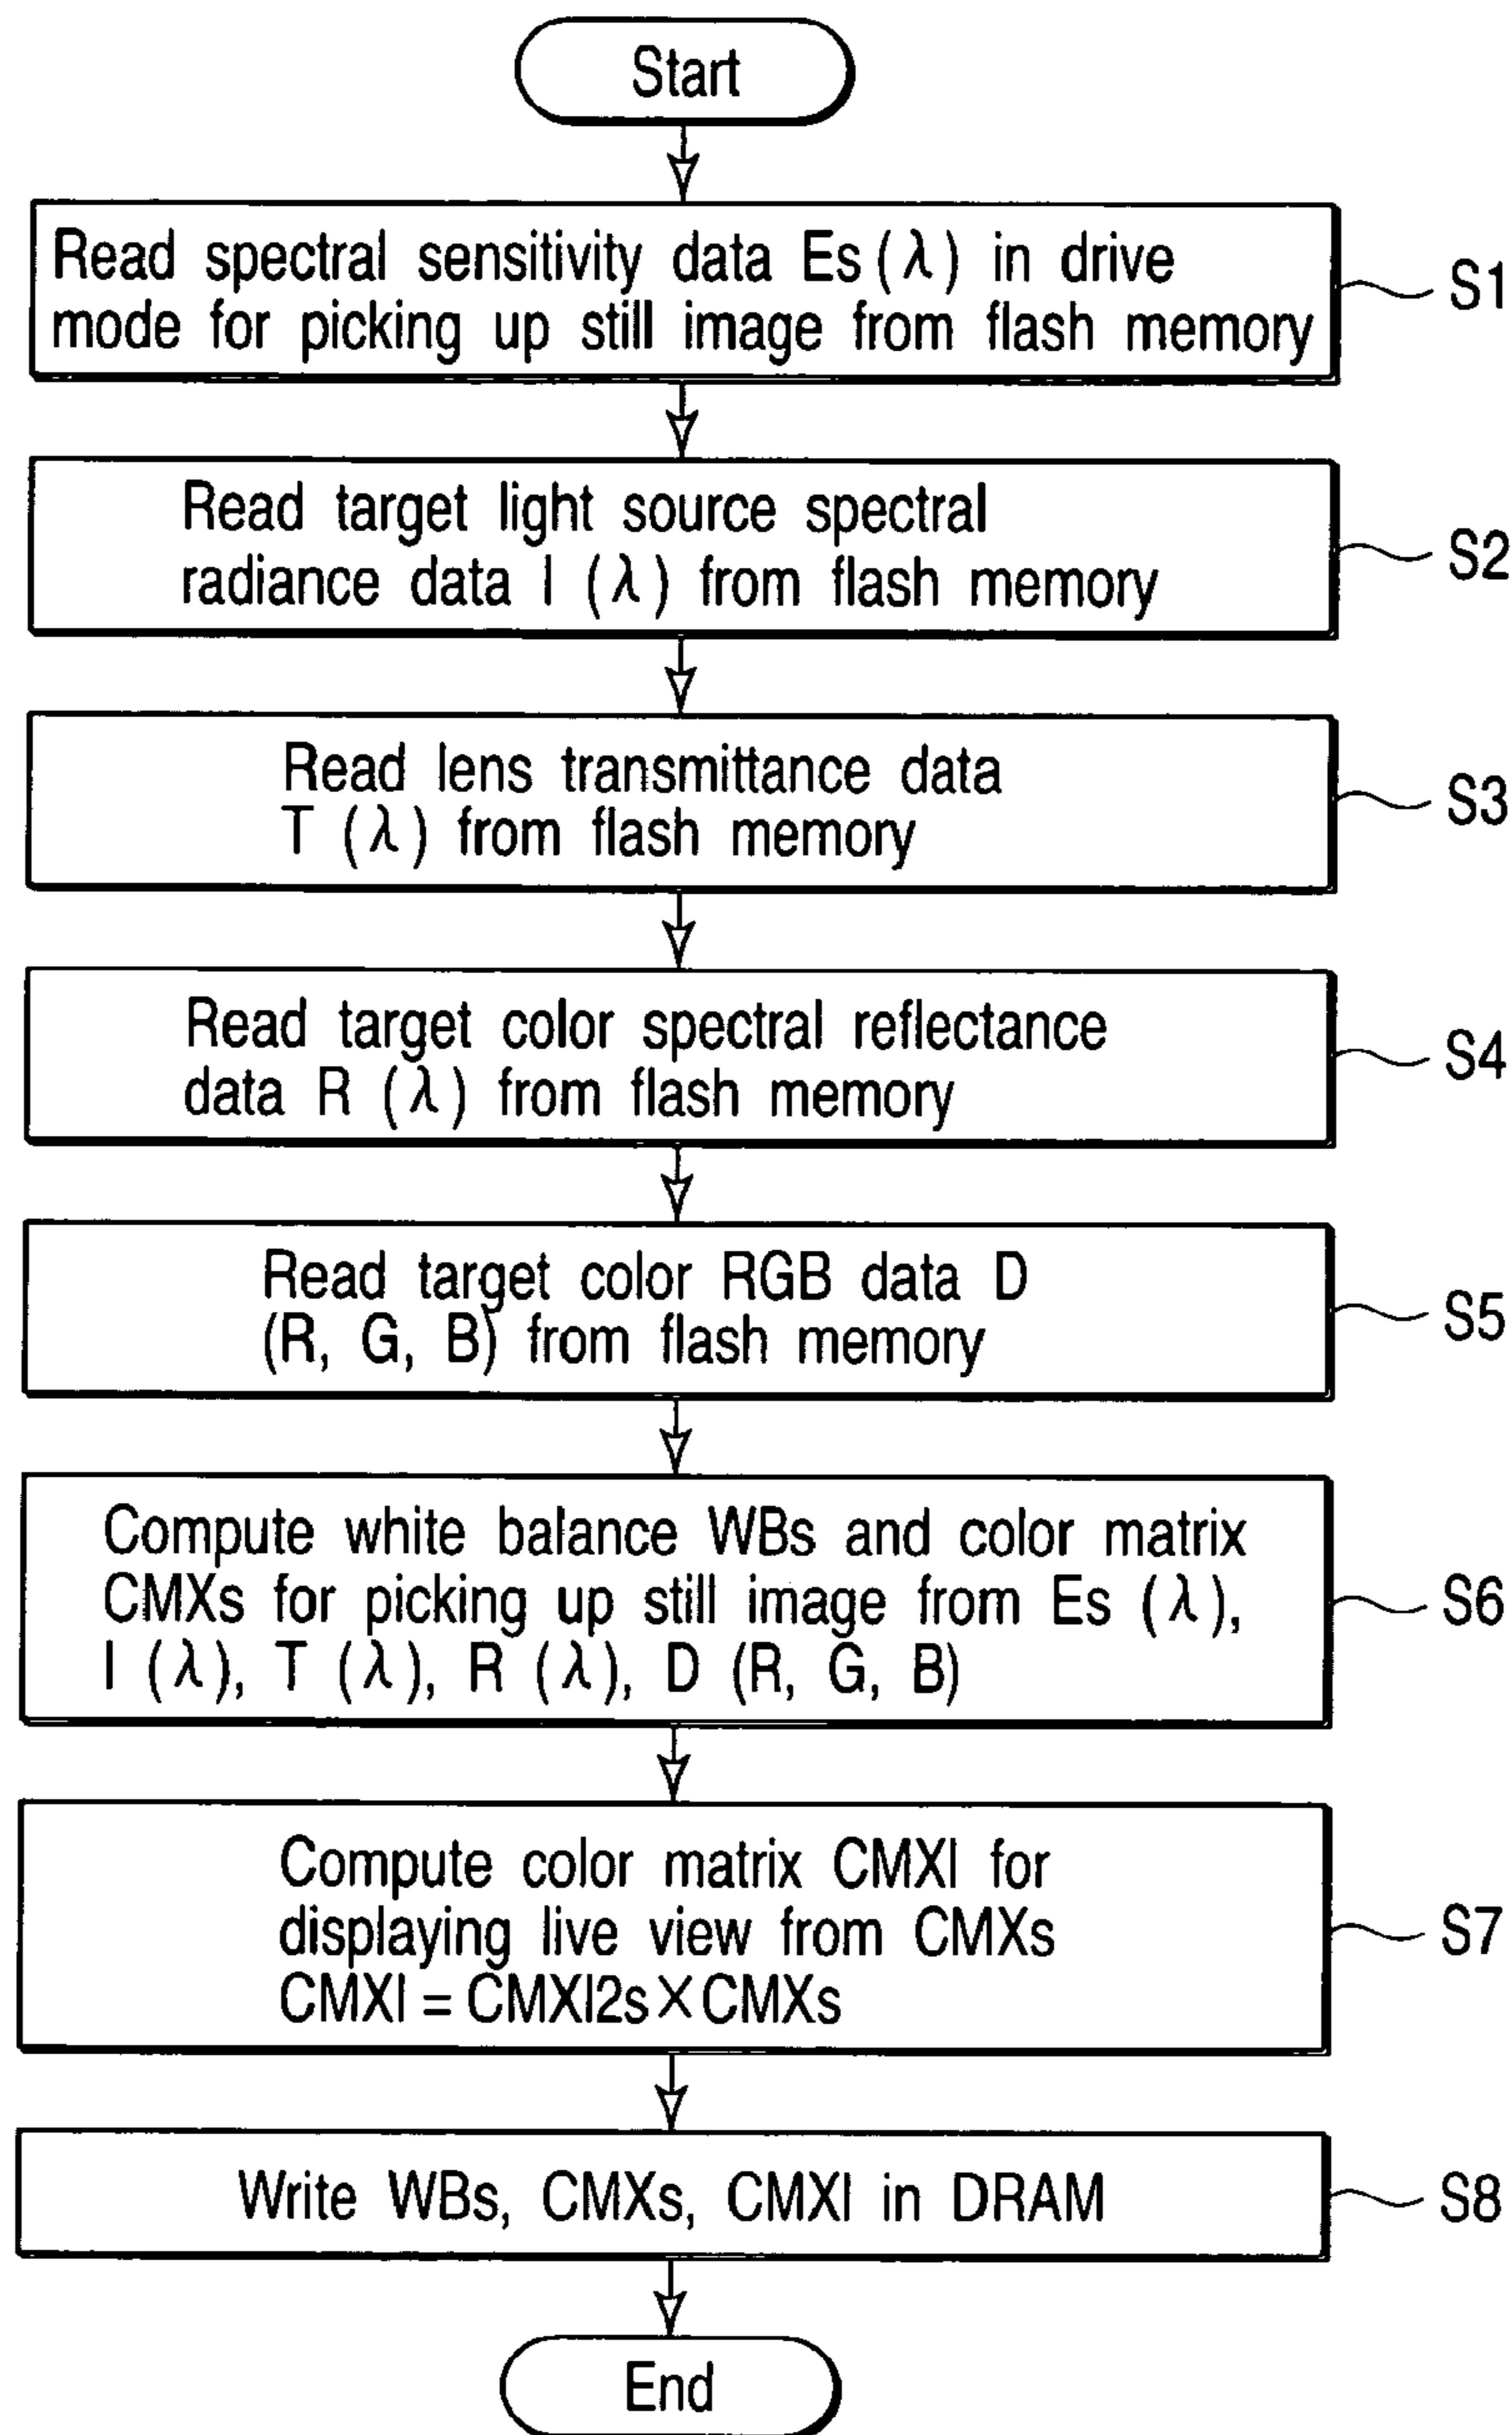 Start
Read spectral sensitivity data Es (λ) in drive
mode for picking up still image from flash memory
S1
Read target light source spectral
radiance data I (λ) from flash memory
S2
Read lens transmittance data
T (λ) from flash memory
S3
Read target color spectral reflectance
data R (λ) from flash memory
S4
Read target color RGB data D
(R, G, B) from flash memory
S5
Compute white balance WBs and color matrix
CMXs for picking up still image from Es (λ),
I (λ), T (λ), R (λ), D (R, G, B)
S6
Compute color matrix CMXl for
displaying live view from CMXs
CMXl = CMXl2s×CMXs
S7
Write WBs, CMXs, CMXl in DRAM
S8
End